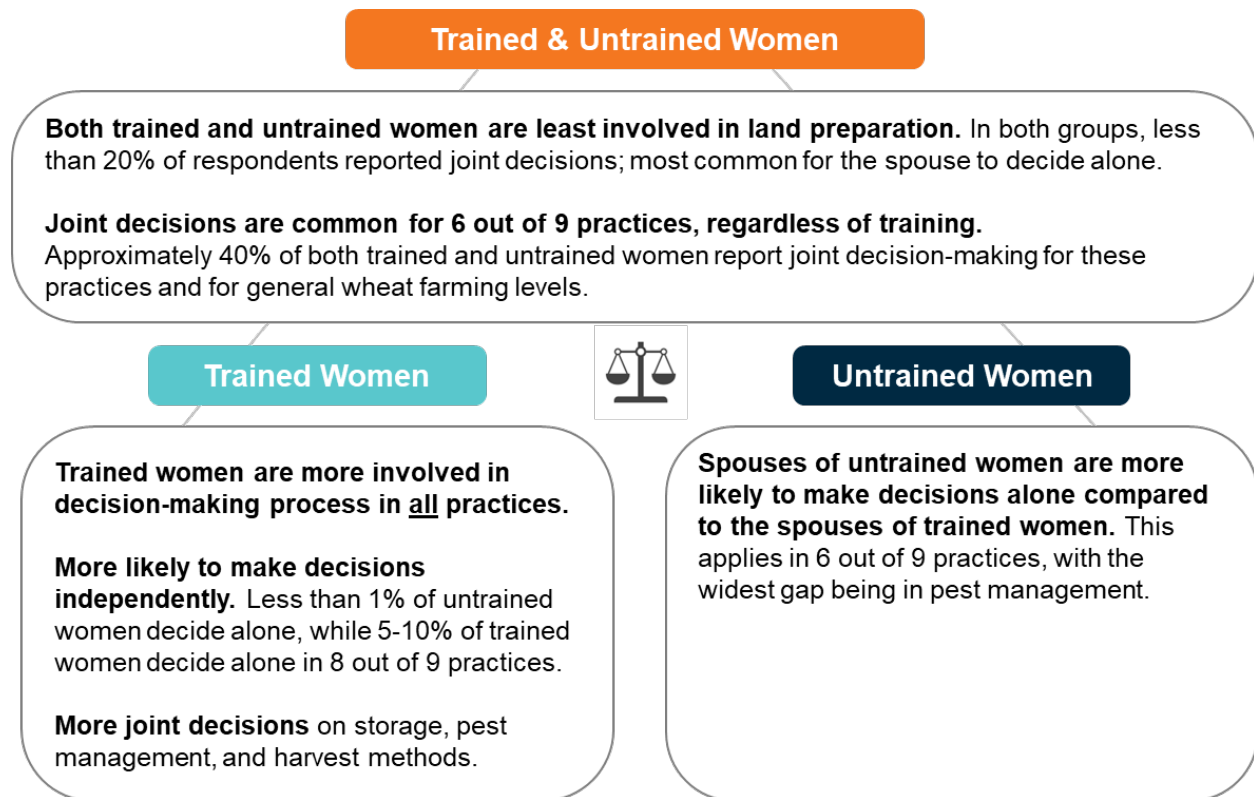 Trained & Untrained Women
Both trained and untrained women are least involved in land preparation. In both groups, less
than 20% of respondents reported joint decisions; most common for the spouse to decide alone.
Joint decisions are common for 6 out of 9 practices, regardless of training.
Approximately 40% of both trained and untrained women report joint decision-making for these
practices and for general wheat farming levels.
Trained Women
Untrained Women
Trained women are more involved in
decision-making process in all practices.
More likely to make decisions
independently. Less than 1% of untrained
women decide alone, while 5-10% of trained
women decide alone in 8 out of 9 practices.
More joint decisions on storage, pest
management, and harvest methods.
Spouses of untrained women are more
likely to make decisions alone compared
to the spouses of trained women. This
applies in 6 out of 9 practices, with the
widest gap being in pest management.